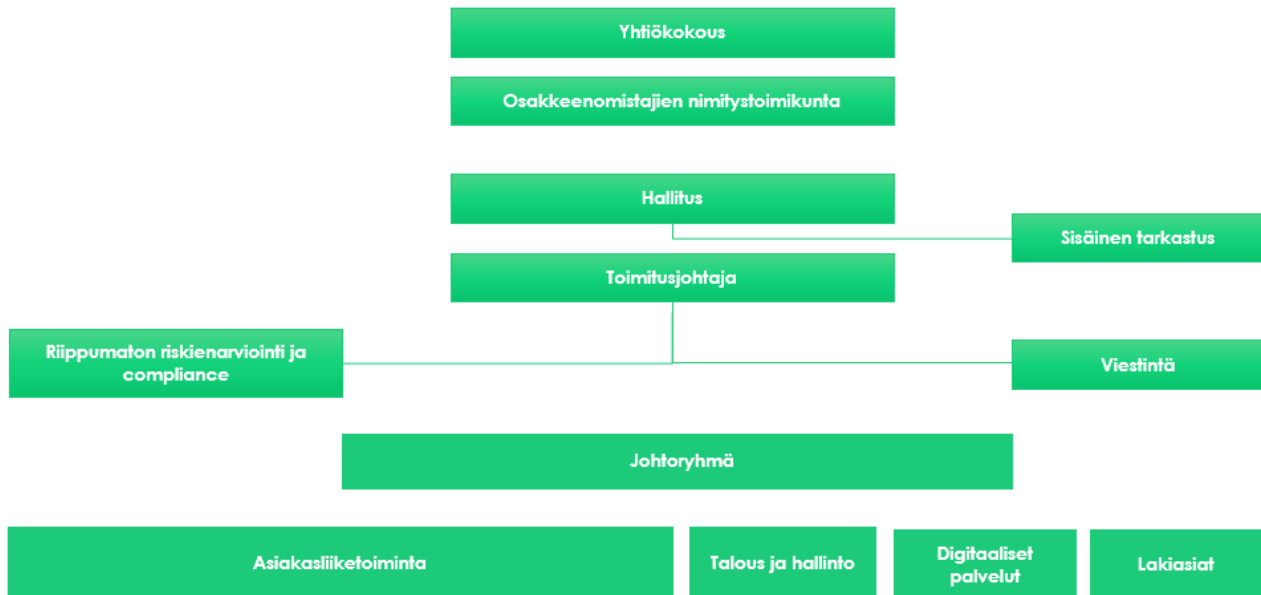 Yhtiökokous
Osakkeenomistajien nimitystoimikunta
Hallitus
Sisäinen tarkastus
Toimitusjohtaja
Riippumaton riskienarviointi ja
compliance
Viestintä
Johtoryhmä
Asiakasliiketoiminta
Talous ja hallinto
Digitaaliset
palvelut
Lakiasiat